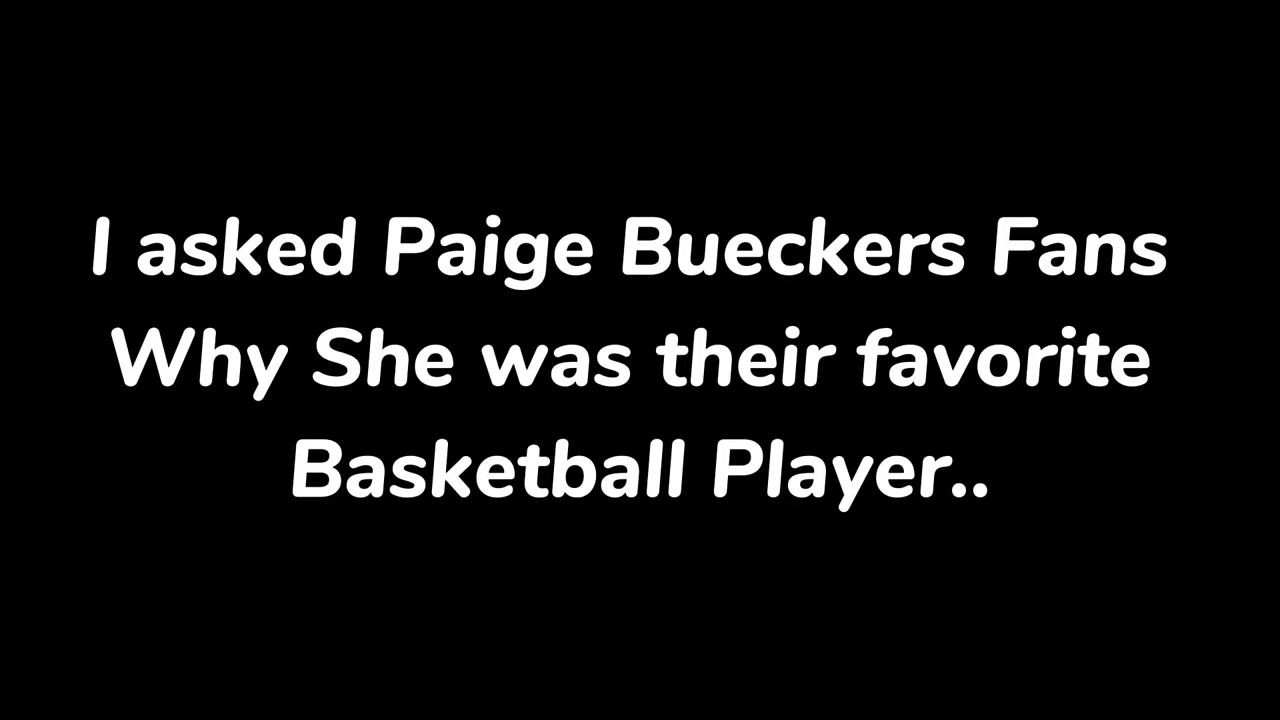 I asked Paige Bueckers Fans
Why She was their favorite
Basketball Player..